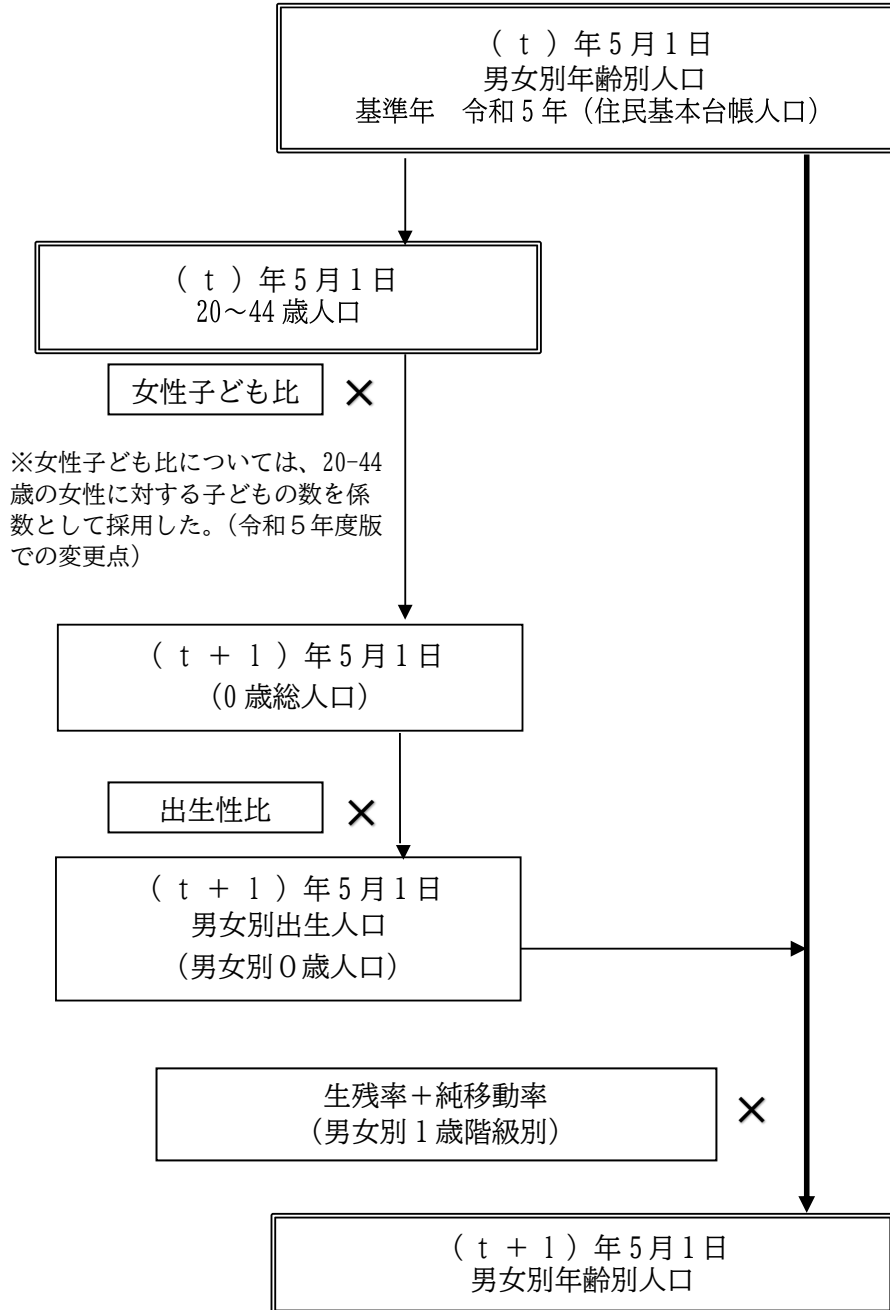 （ｔ）年５月１日
男女別年齢別人口
基準年　令和５年（住民基本台帳人口）
（ｔ）年５月１日
20～44歳人口
女性子ども比 ×
※女性子ども比については、20-44
歳の女性に対する子どもの数を係
数として採用した。（令和５年度版
での変更点）
（ｔ＋１）年５月１日
（0歳総人口）
出生性比 ×
（ｔ＋１）年５月１日
男女別出生人口
（男女別０歳人口）
生残率＋純移動率
（男女別１歳階級別）
×
（ｔ＋１）年５月１日
男女別年齢別人口